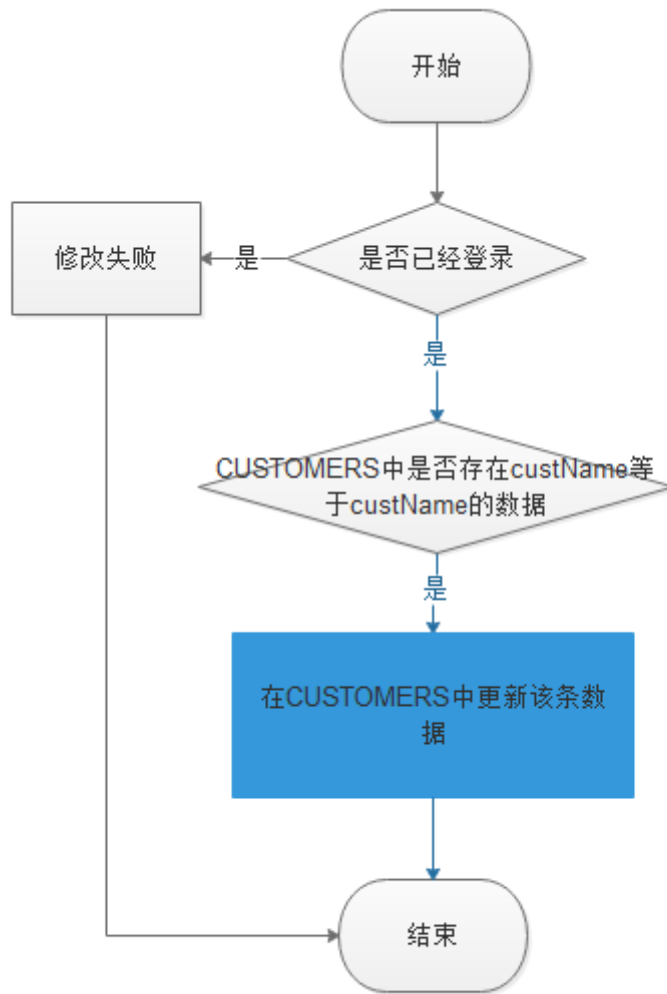 开始
修改失败
是
是否已经登录
是
CUSTOMERS中是否存在custName等
于custName的数据
是
在CUSTOMERS中更新该条数
据
结束